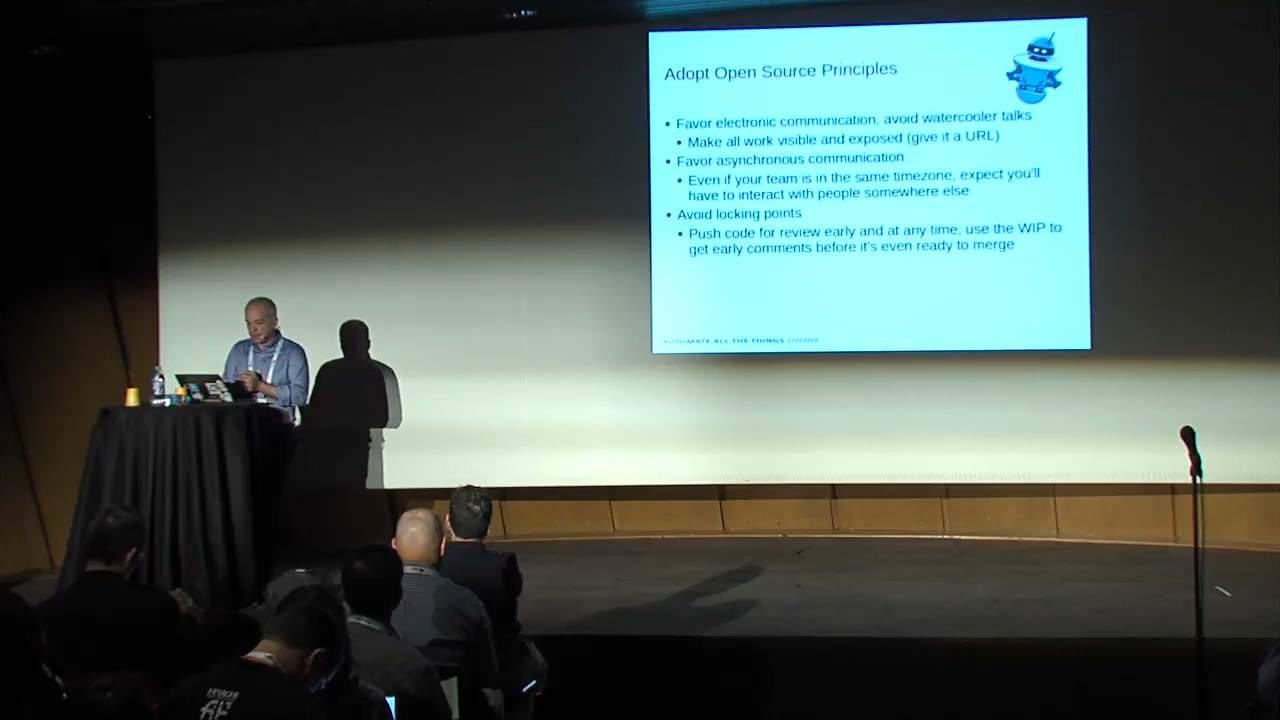 Adopt Open Source Principles
• Favor electronic communication, avoid watercooler talks
• Make all work visible and exposed (give it a URL)
• Favor asynchronous communication
• Even if your team is in the same timezone, expect you'll
have to interact with people somewhere else
• Avoid locking points
• Push code for review early and at any time, use the WIP to
get early comments before it's even ready to merge
AUTOMATE ALL THE THINGS ////////